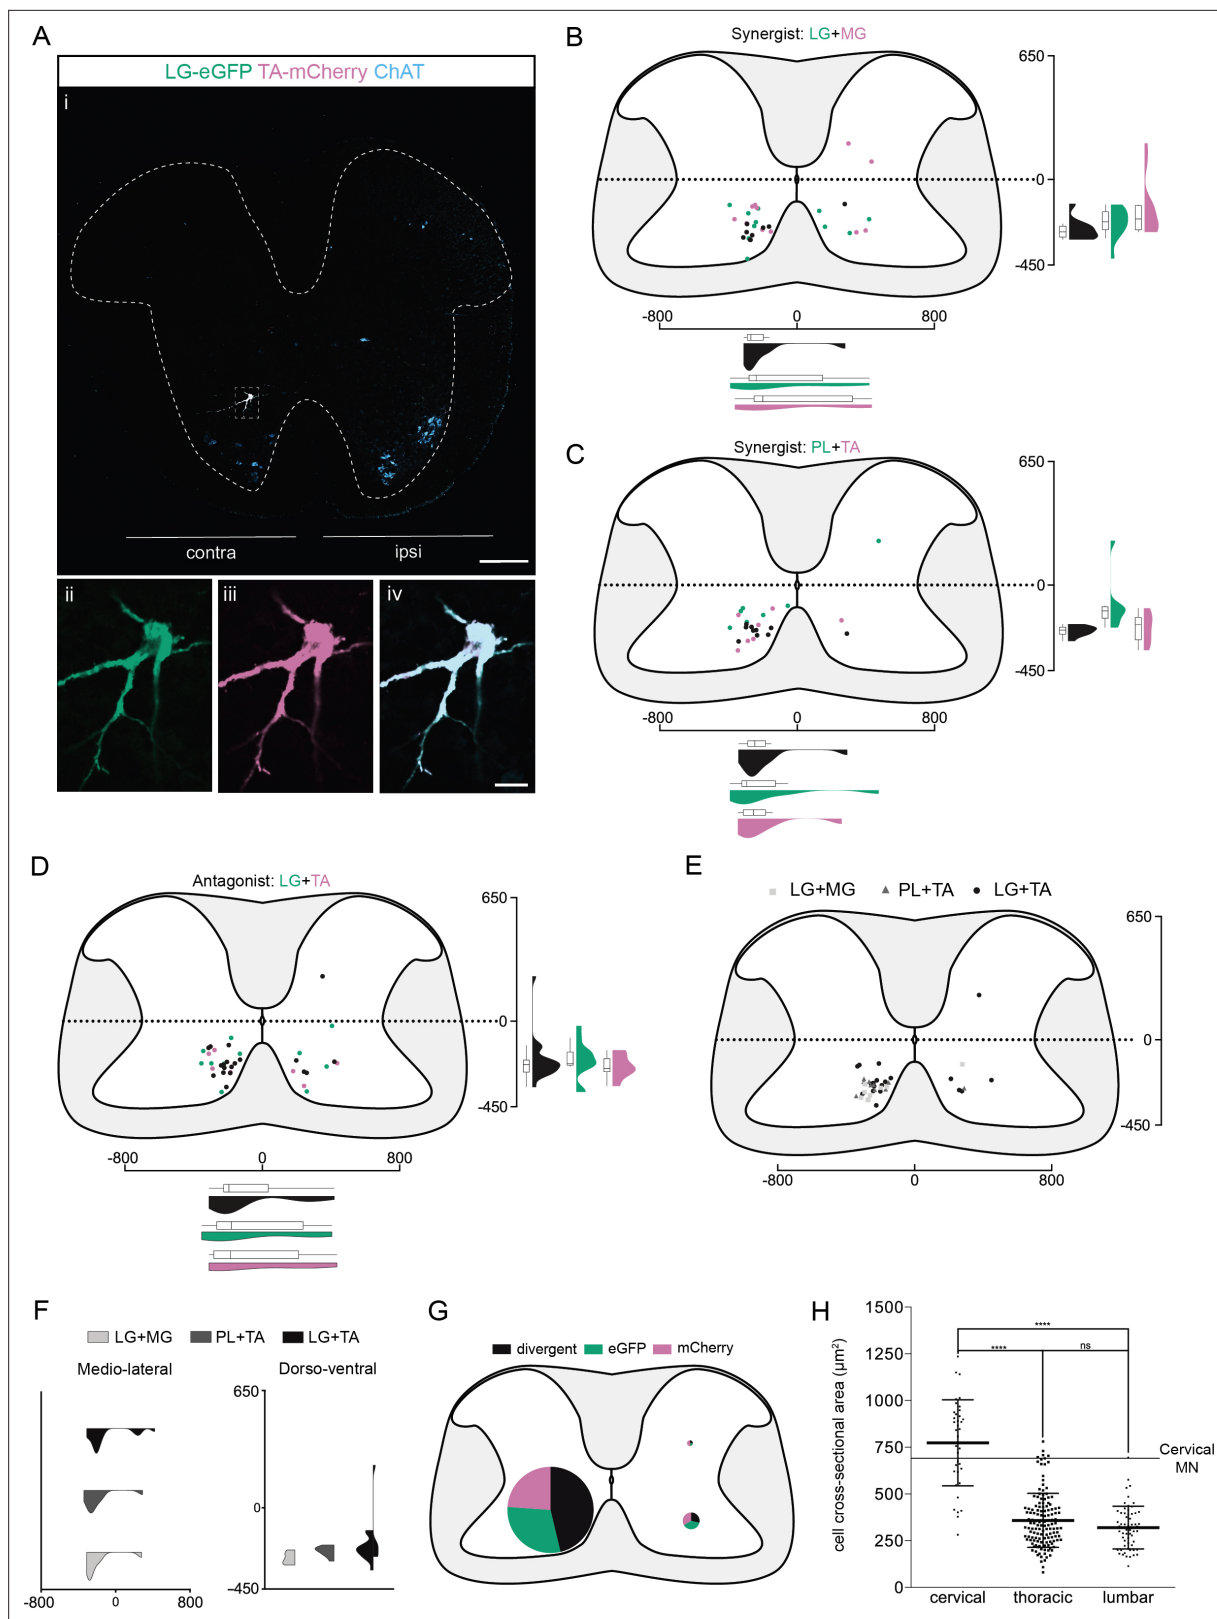 A
LG-eGFP TA-mCherry ChAT
i
contra
ipsi
ii
iii
iv
B
Synergist: LG+MG
650
0
-450
-800
0
800
C
Synergist: PL+TA
650
0
-450
-800
0
800
D
Antagonist: LG+TA
650
0
-450
-800
0
800
E
LG+MG PL+TA LG+TA
650
0
-450
-800
0
800
F
LG+MG PL+TA LG+TA
Medio-lateral
-800
0
800
Dorso-ventral
650
0
-450
G
divergent eGFP mCherry
H
cell cross-sectional area (µm²)
1500
1250
1000
750
500
250
0
****
****
ns
Cervical
MN
cervical thoracic lumbar